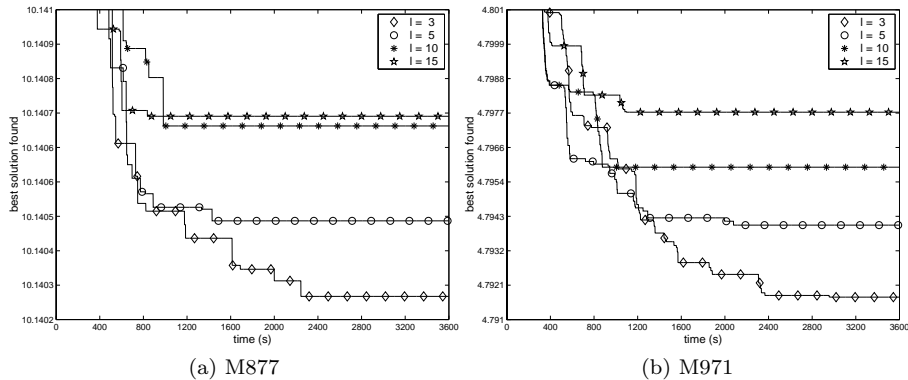 10.141
10.1409
10.1409
10.1407
10.1406
10.1406
10.1405
10.1404
10.1403
10.1402
best solution found
0 400 800 1200 1600 2000 2400 2800 3200 3600
time (s)
l = 3
l = 5
l = 10
l = 15
(a) M877
4.801
4.7999
4.7988
4.7977
4.7966
4.7954
4.7943
4.7932
4.7921
4.791
best solution found
0 400 800 1200 1600 2000 2400 2800 3200 3600
time (s)
l = 3
l = 5
l = 10
l = 15
(b) M971